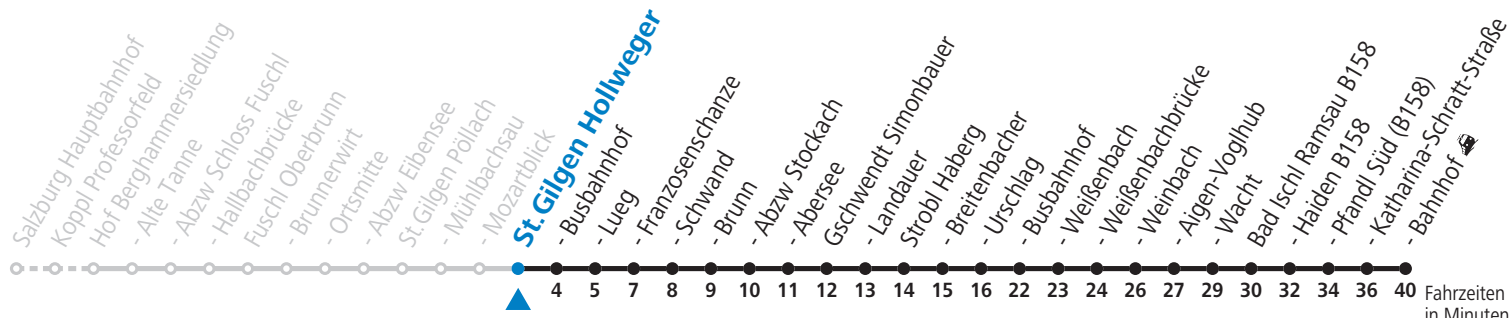 Salzburg Hauptbahnhof
Koppl Professorfeld
Hof Berghammersiedlung
- Alte Tanne
- Abzw Schloss Fuschl
- Hallbachbrücke
Fuschl Oberbrunn
- Brunnerwirt
- Ortsmitte
- Abzw Eibensee
St.Gilgen Pöllach
- Mühlbachsau
- Mozartblick
St.Gilgen Hollweger
- Busbahnhof
- Lueg
- Franzosenschanze
- Schwand
- Brunn
- Abzw Stockach
- Abersee
Gschwendt Simonbauer
- Landauer
Strobl Haberg
- Breitenbacher
- Urschlag
- Busbahnhof
- Weißenbach
- Weißenbachbrücke
- Weinbach
- Aigen-Voglhub
- Wacht
Bad Ischl Ramsau B158
- Haiden B158
- Pfandl Süd (B158)
- Katharina-Schratt-Straße
- Bahnhof
4 5 7 8 9 10 11 12 13 14 15 16 22 23 24 26 27 29 30 32 34 36 40 Fahrzeiten
in Minuten